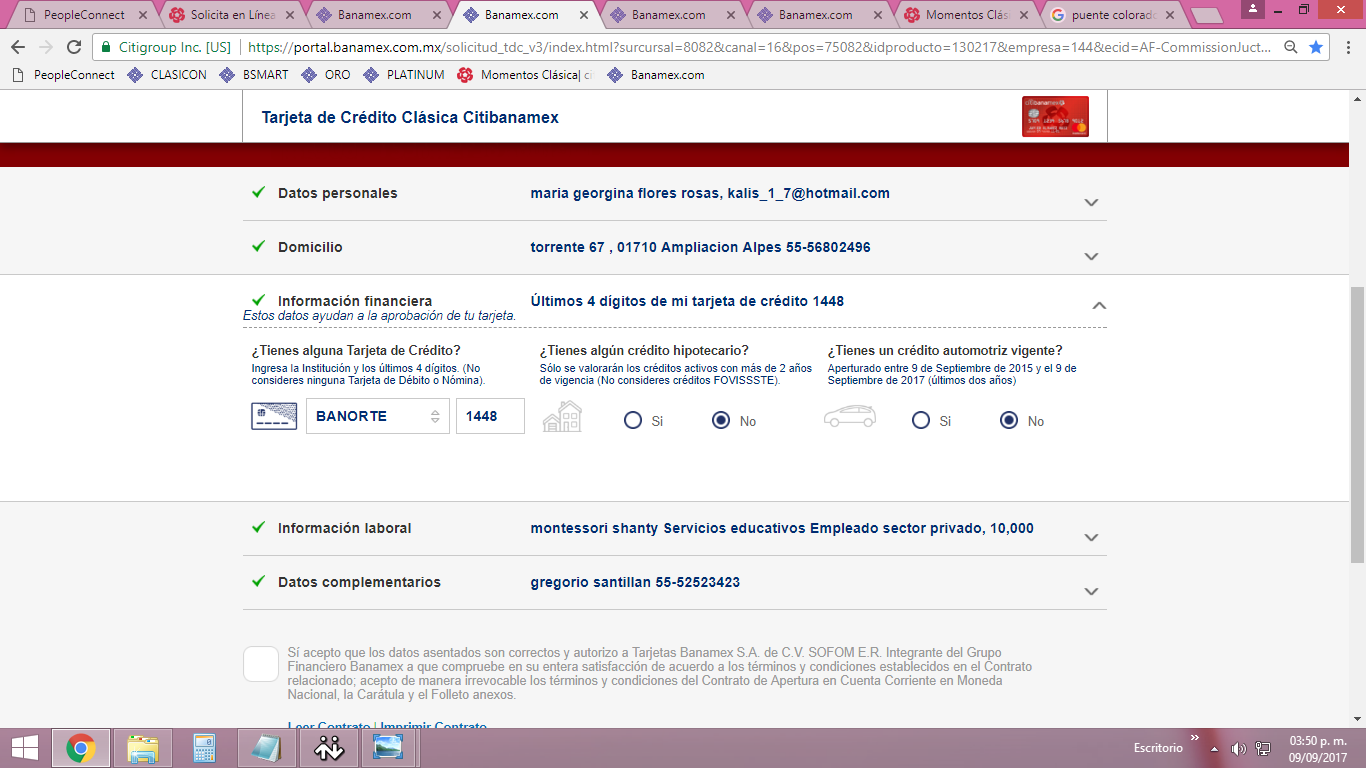 PeopleConnect
Solicita en Línea
Banamex.com
Banamex.com
Banamex.com
Banamex.com
Momentos Clás
puente colorado
Citigroup Inc. [US]
https://portal.banamex.com.mx/solicitud_tdc_v3/index.html?surcursal=8082&canal=16&pos=75082&idproducto=130217&empresa=144&ecid=AF-CommissionJuct...
PeopleConnect
CLASICON
BSMART
ORO
PLATINUM
Momentos Clásica| ci
Banamex.com
Tarjeta de Crédito Clásica Citibanamex
citibanamex
Datos personales
maria georgina flores rosas, kalis_1_7@hotmail.com
Domicilio
torrente 67 , 01710 Ampliacion Alpes 55-56802496
Información financiera
Últimos 4 dígitos de mi tarjeta de crédito 1448
Estos datos ayudan a la aprobación de tu tarjeta.
¿Tienes alguna Tarjeta de Crédito?
Ingresa la Institución y los últimos 4 dígitos. (No
consideres ninguna Tarjeta de Débito o Nómina).
BANORTE
1448
¿Tienes algún crédito hipotecario?
Sólo se valorarán los créditos activos con más de 2 años
de vigencia (No consideres créditos FOVISSSTE).
Si
No
¿Tienes un crédito automotriz vigente?
Aperturado entre 9 de Septiembre de 2015 y el 9 de
Septiembre de 2017 (últimos dos años)
Si
No
Información laboral
montessori shanty Servicios educativos Empleado sector privado, 10,000
Datos complementarios
gregorio santillan 55-52523423
Sí acepto que los datos asentados son correctos y autorizo a Tarjetas Banamex S.A. de C.V. SOFOM E.R. Integrante del Grupo
Financiero Banamex a que compruebe en su entera satisfacción de acuerdo a los términos y condiciones establecidos en el Contrato
relacionado; acepto de manera irrevocable los términos y condiciones del Contrato de Apertura en Cuenta Corriente en Moneda
Nacional, la Carátula y el Folleto anexos.
Leer Contrato | Imprimir Contrato
Escritorio
03:50 p. m.
09/09/2017